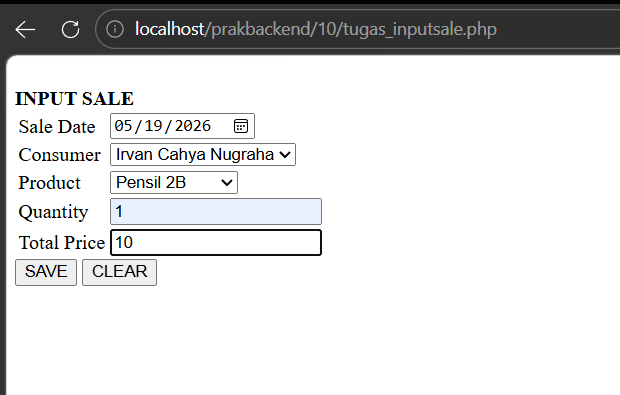 localhost/prakbackend/10/tugas_inputsale.php
INPUT SALE
Sale Date 05/19/2026
Consumer Irvan Cahya Nugraha
Product Pensil 2B
Quantity 1
Total Price 10
SAVE CLEAR